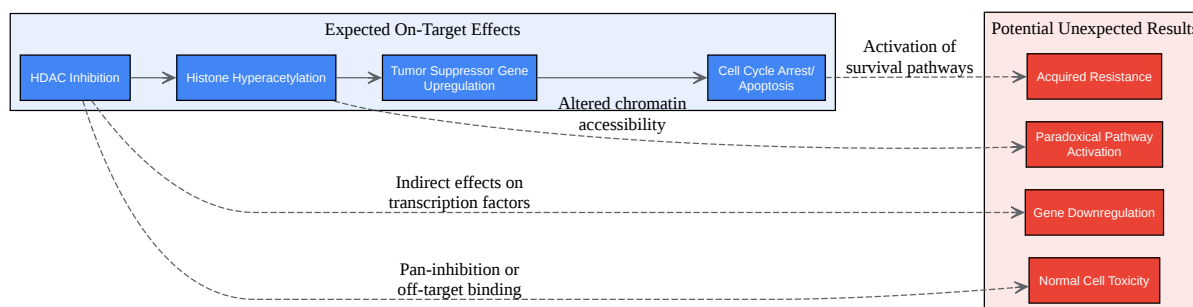 Expected On-Target Effects
Potential Unexpected Results
HDAC Inhibition
Histone Hyperacetylation
Tumor Suppressor Gene
Upregulation
Cell Cycle Arrest/
Apoptosis
Activation of
survival pathways
Acquired Resistance
Altered chromatin
accessibility
Paradoxical Pathway
Activation
Indirect effects on
transcription factors
Gene Downregulation
Pan-inhibition or
off-target binding
Normal Cell Toxicity